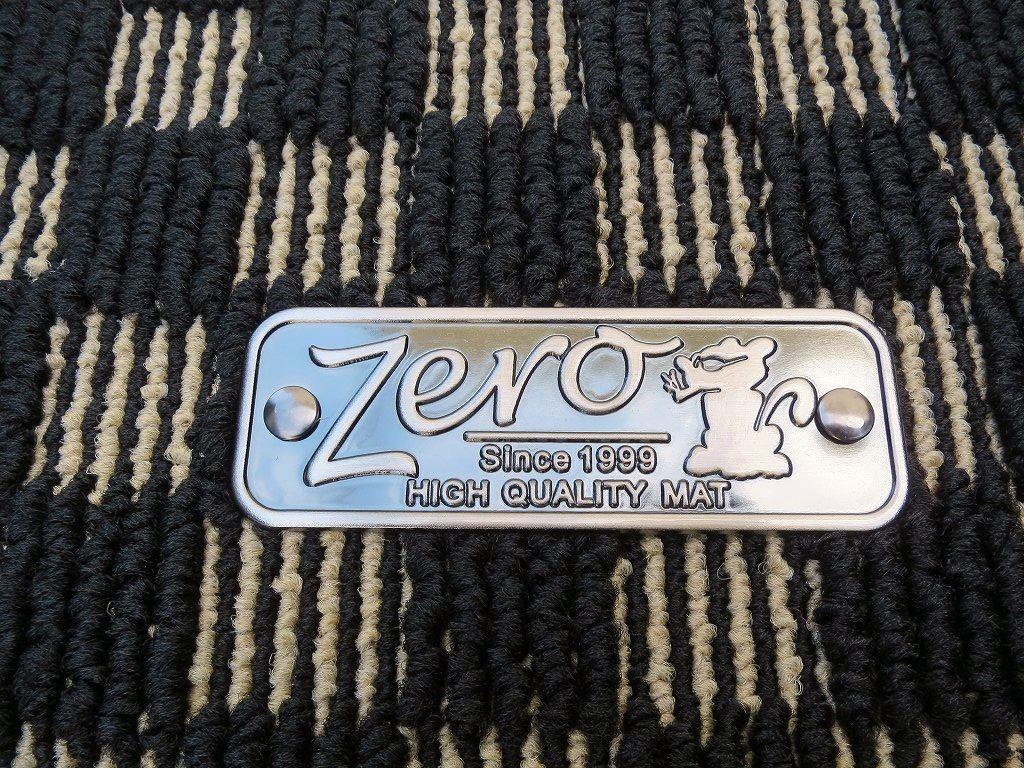 Zero
Since 1999
HIGH QUALITY MAT